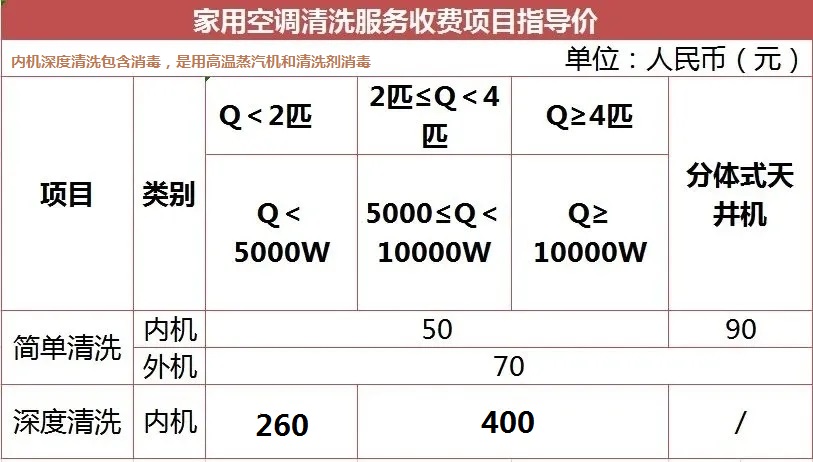 家用空调清洗服务收费项目指导价
内机深度清洗包含消毒，是用高温蒸汽机和清洗剂消毒
单位：人民币（元）
项目
类别
Q＜2匹
2匹≤Q＜4
匹
Q≥4匹
分体式天
井机
Q＜
5000W
5000≤Q＜
10000W
Q≥
10000W
简单清洗
内机
50
90
外机
70
深度清洗
内机
260
400
/